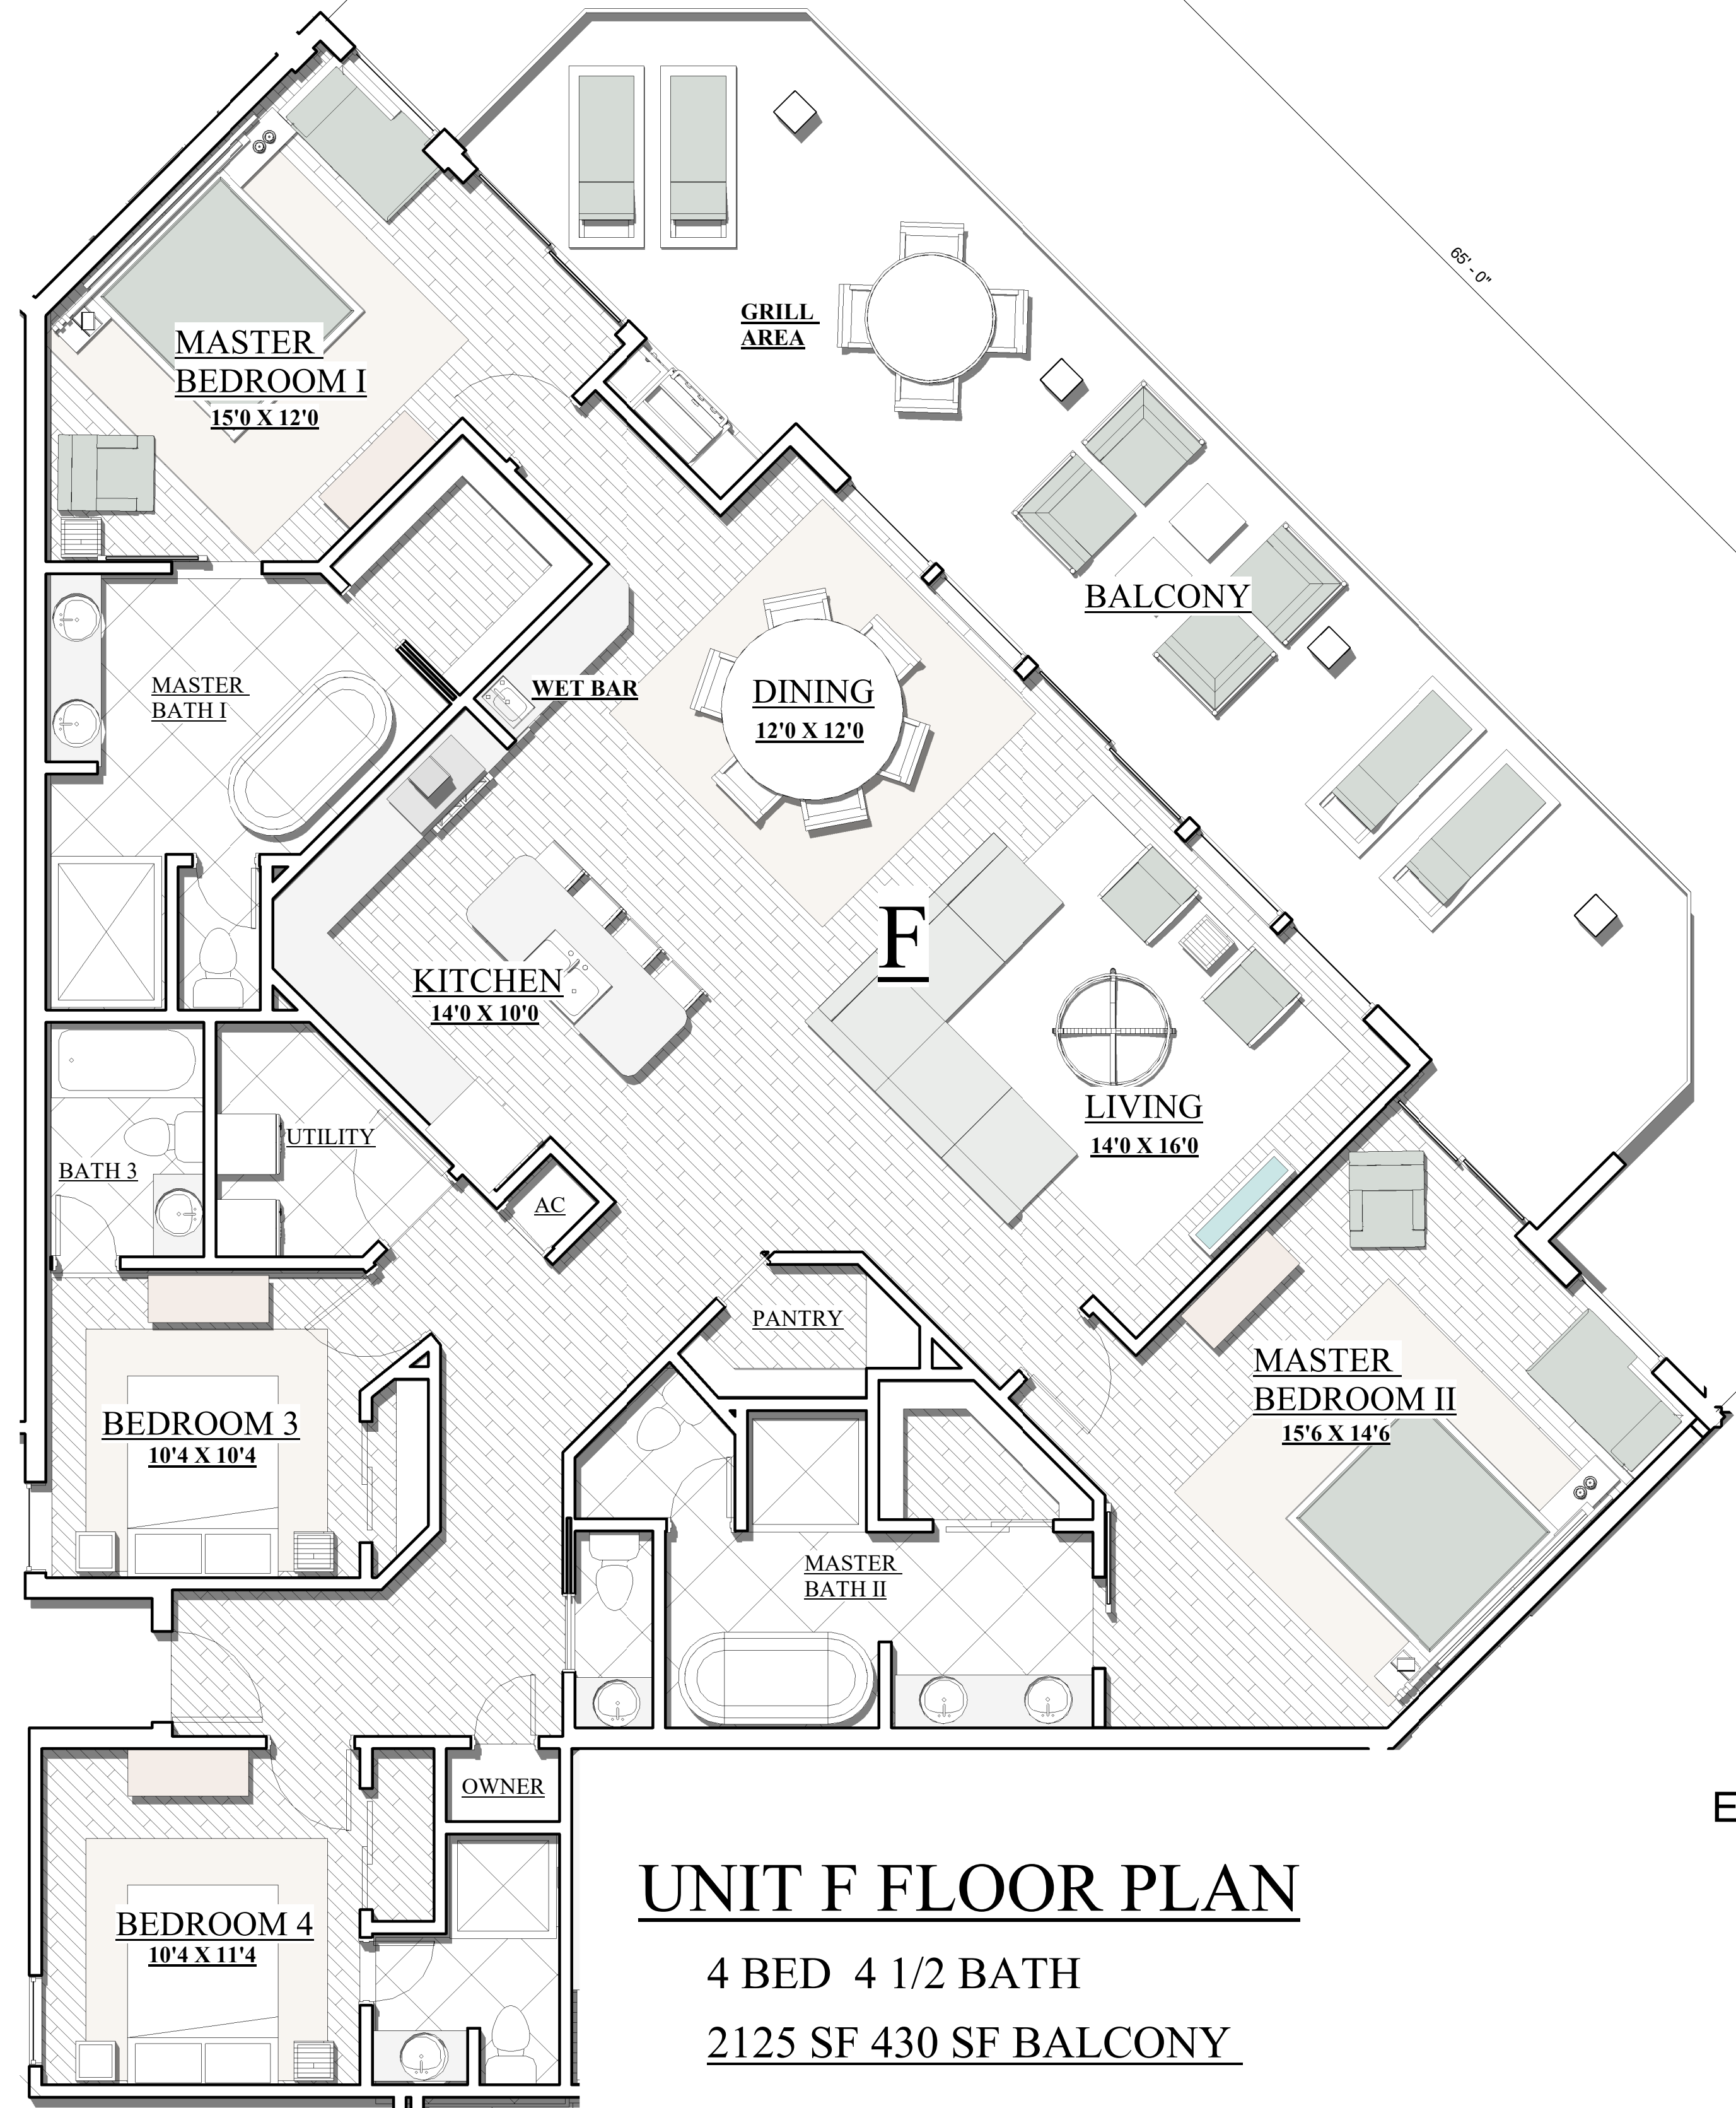 65' - 0"
GRILL
AREA
MASTER
BEDROOM I
15'0 X 12'0
BALCONY
MASTER
BATH I
WET BAR
DINING
12'0 X 12'0
F
KITCHEN
14'0 X 10'0
LIVING
14'0 X 16'0
UTILITY
BATH 3
AC
PANTRY
MASTER
BEDROOM II
15'6 X 14'6
BEDROOM 3
10'4 X 10'4
MASTER
BATH II
OWNER
E
BEDROOM 4
10'4 X 11'4
UNIT F FLOOR PLAN
4 BED 4 1/2 BATH
2125 SF 430 SF BALCONY